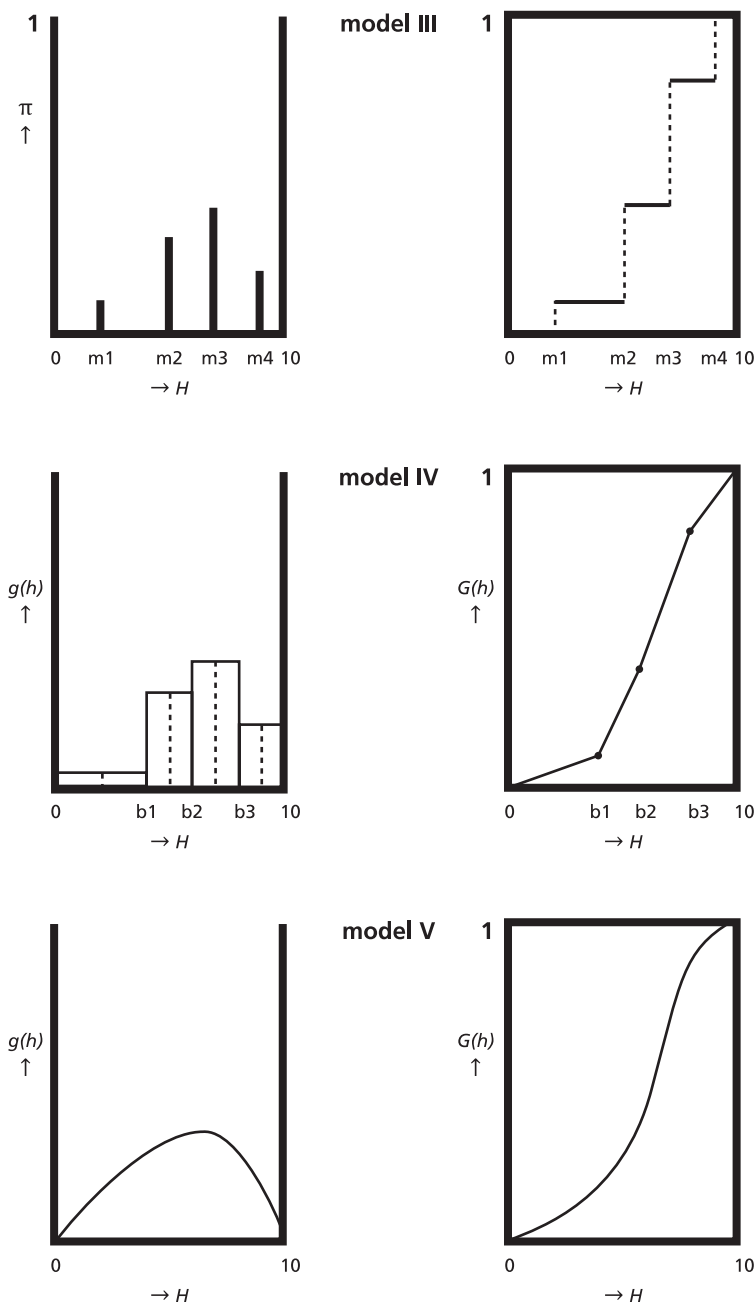 1 model III 1
π
↑
0 m1 m2 m3 m4 10 0 m1 m2 m3 m4 10
→ H → H
model IV 1
g(h) G(h)
↑ ↑
0 b1 b2 b3 10 0 b1 b2 b3 10
→ H → H
model V 1
g(h) G(h)
↑ ↑
0 10 0 10
→ H → H